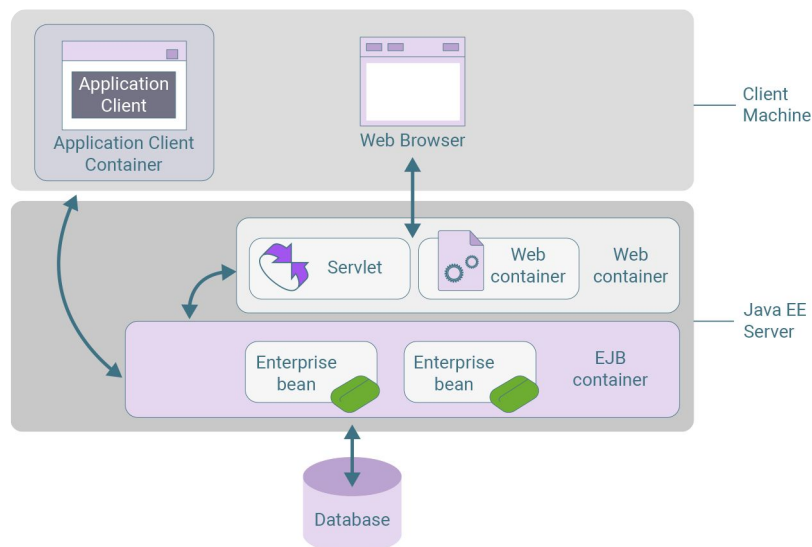 Application
Client
Application Client
Container
Web Browser
Client
Machine
Servlet
Web
container
Web
container
Java EE
Server
Enterprise
bean
Enterprise
bean
EJB
container
Database